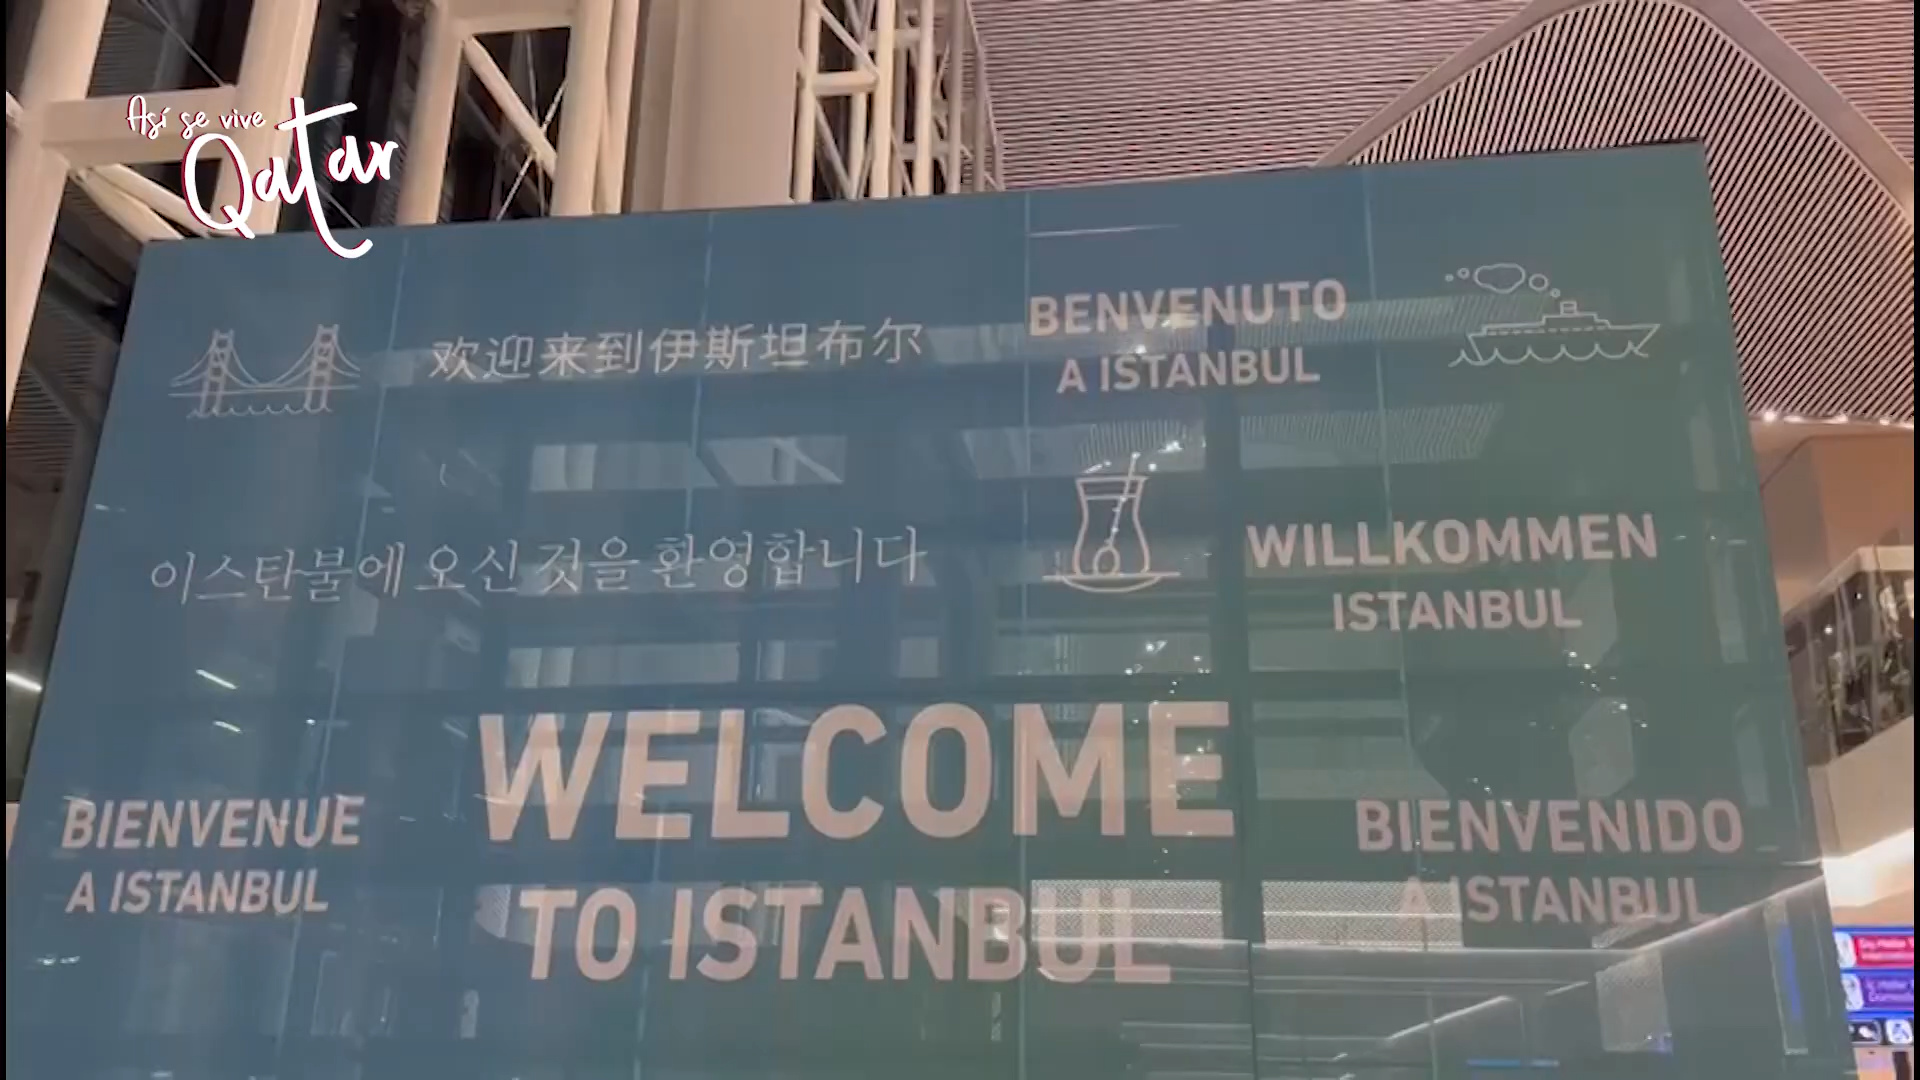 Así se vive
Qatar
欢迎来到伊斯坦布尔
BENVENUTO
A ISTANBUL
이스탄불에 오신 것을 환영합니다
WILLKOMMEN
ISTANBUL
WELCOME
TO ISTANBUL
BIENVENUE
A ISTANBUL
BIENVENIDO
A ISTANBUL